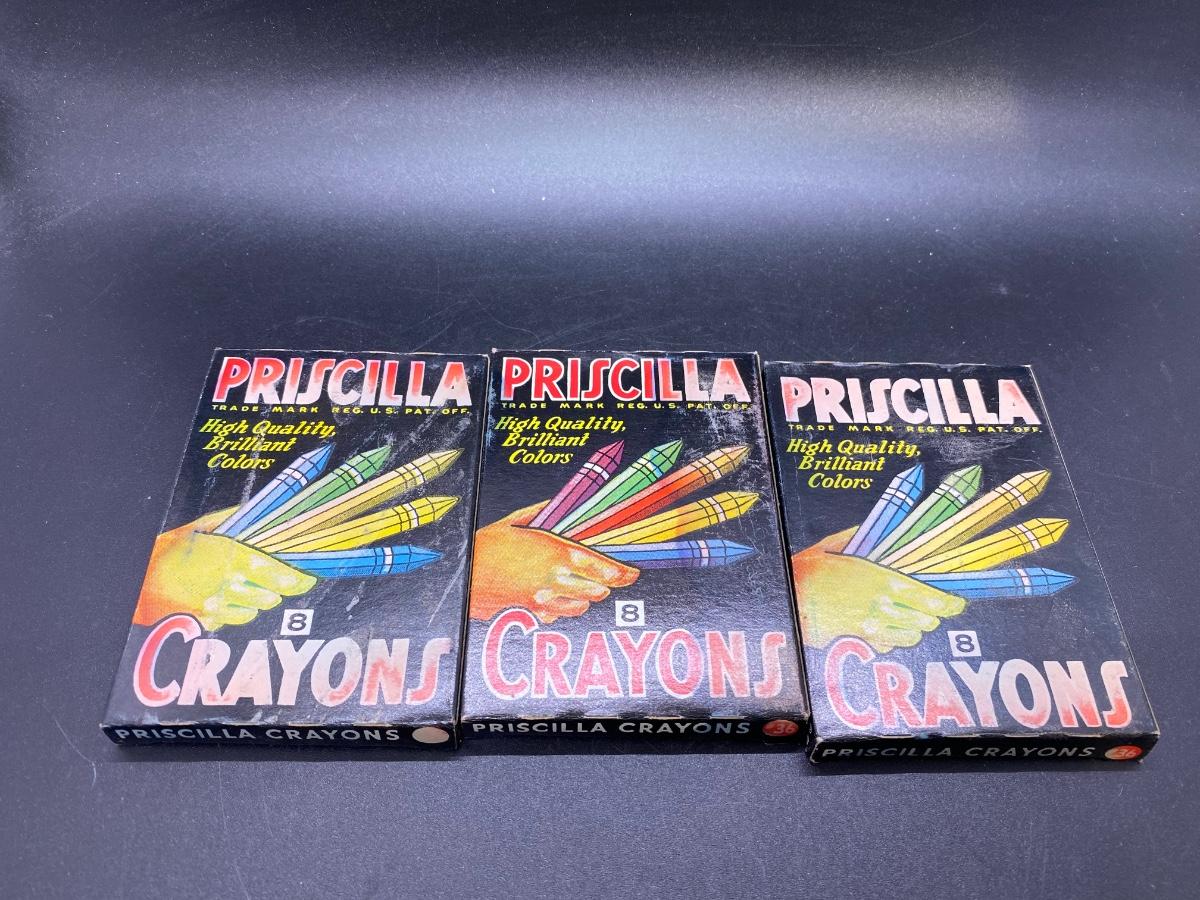 PRISCILLA
TRADE MARK REG. U.S. PAT. OFF.
High Quality,
Brilliant
Colors
8
CRAYONS
PRISCILLA CRAYONS
PRISCILLA
TRADE MARK REG. U.S. PAT. OFF.
High Quality,
Brilliant
Colors
8
CRAYONS
PRISCILLA CRAYONS
236
PRISCILLA
TRADE MARK REG. U.S. PAT. OFF.
High Quality,
Brilliant
Colors
8
CRAYONS
PRISCILLA CRAYONS
236